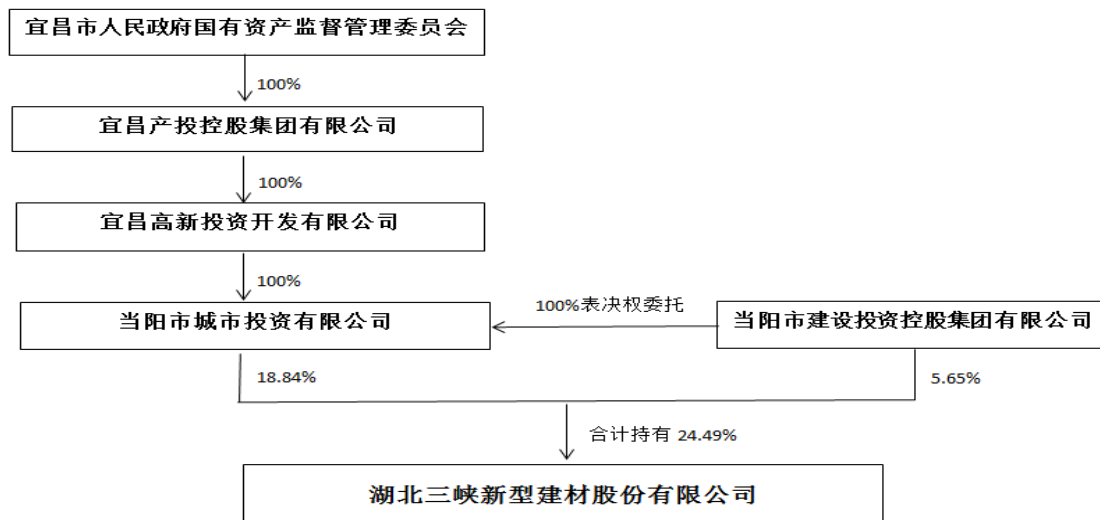 宜昌市人民政府国有资产监督管理委员会
100%
宜昌产投控股集团有限公司
100%
宜昌高新投资开发有限公司
100%
当阳市城市投资有限公司
100%表决权委托
当阳市建设投资控股集团有限公司
18.84%
5.65%
合计持有 24.49%
湖北三峡新型建材股份有限公司